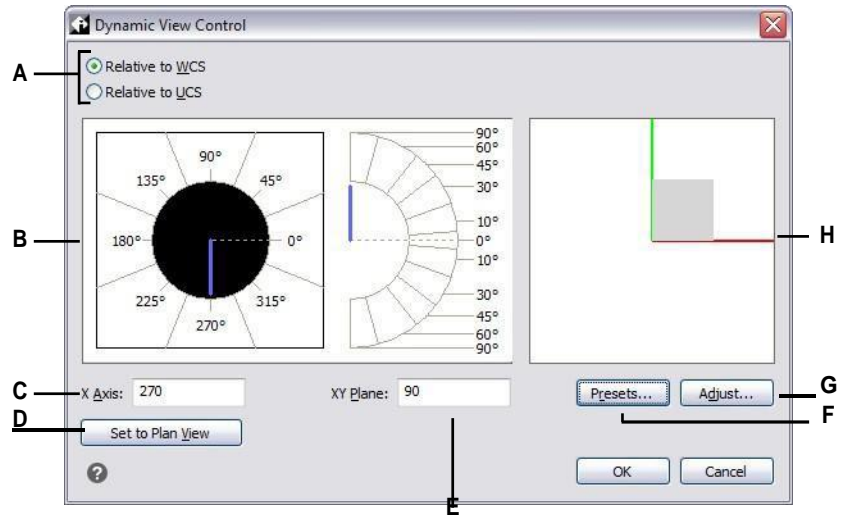 Dynamic View Control
A
Relative to WCS
Relative to UCS
90°
135°
45°
180°
0°
225°
315°
270°
90°
60°
45°
30°
10°
0°
10°
30°
45°
60°
90°
B
H
C
X Axis: 270
XY Plane: 90
Presets...
Adjust...
G
F
D
Set to Plan View
?
OK
Cancel
E